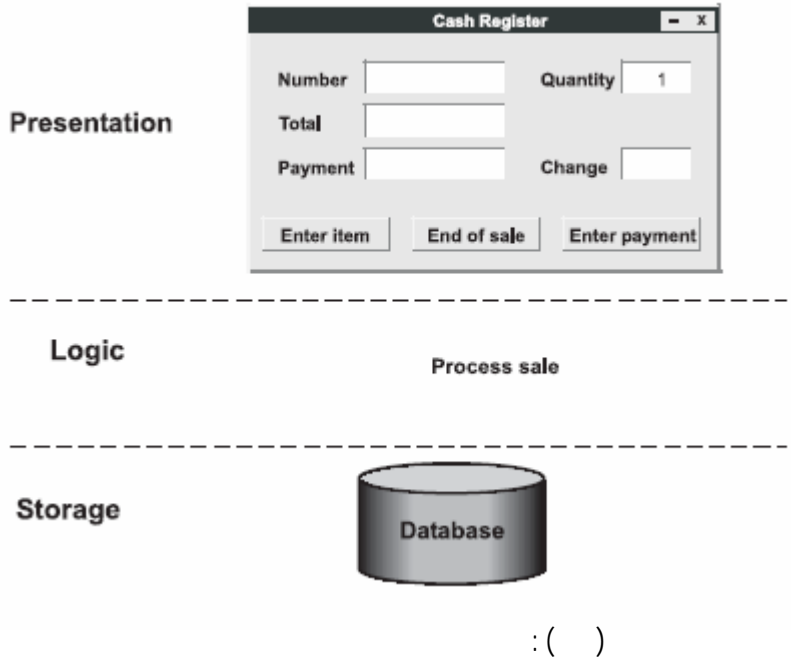 Cash Register - x
Number Quantity 1
Presentation Total
Payment Change
Enter item End of sale Enter payment
Logic
Process sale
Storage
Database
: ( )